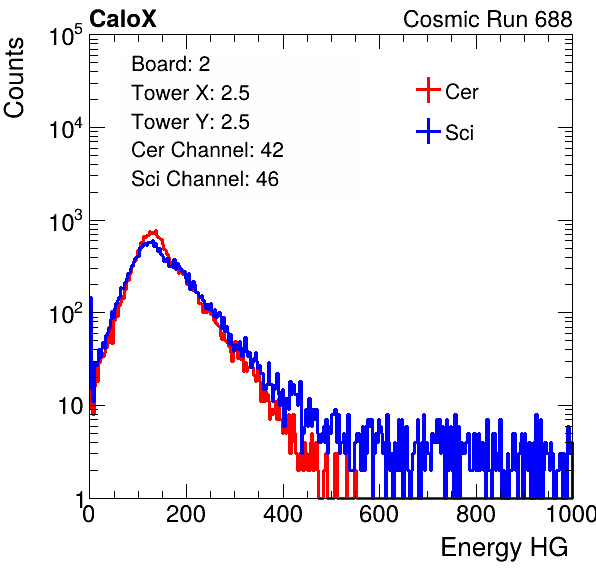 CaloX Cosmic Run 688
Counts
Board: 2
Tower X: 2.5
Tower Y: 2.5
Cer Channel: 42
Sci Channel: 46
Cer
Sci
10^5
10^4
10^3
10^2
10
1
0 200 400 600 800 1000
Energy HG